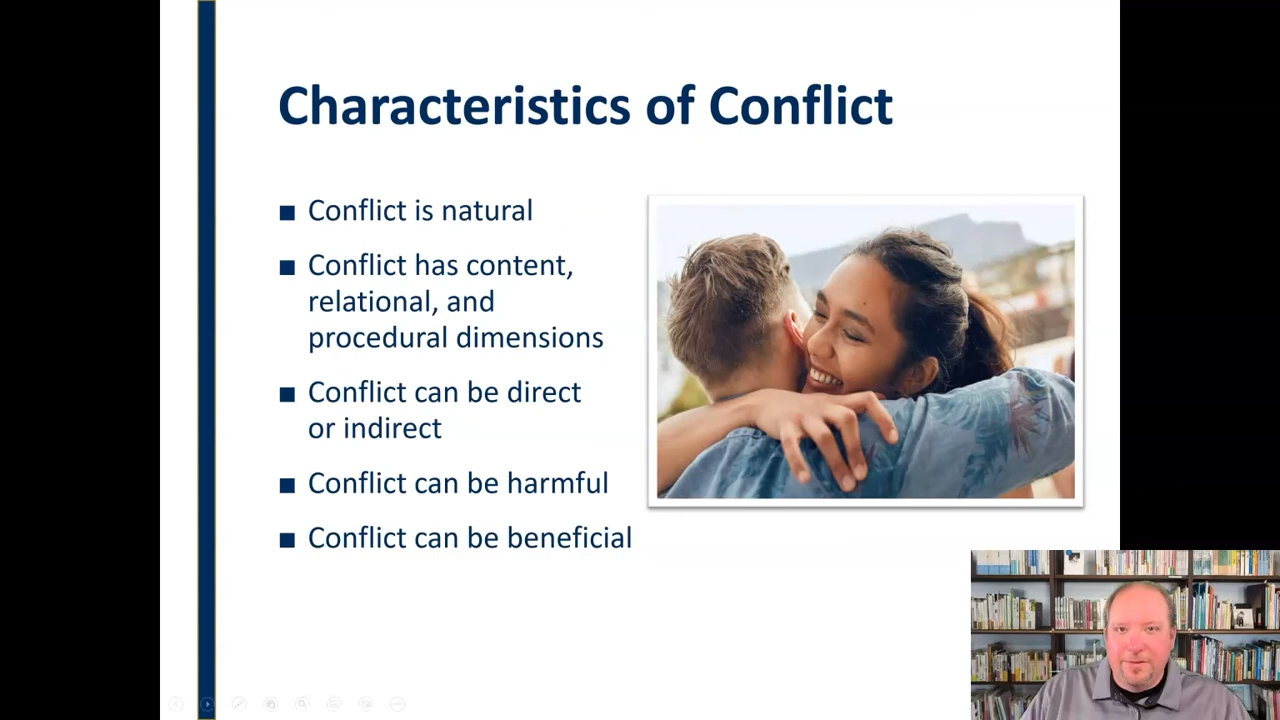 Characteristics of Conflict
■ Conflict is natural
■ Conflict has content,
relational, and
procedural dimensions
■ Conflict can be direct
or indirect
■ Conflict can be harmful
■ Conflict can be beneficial